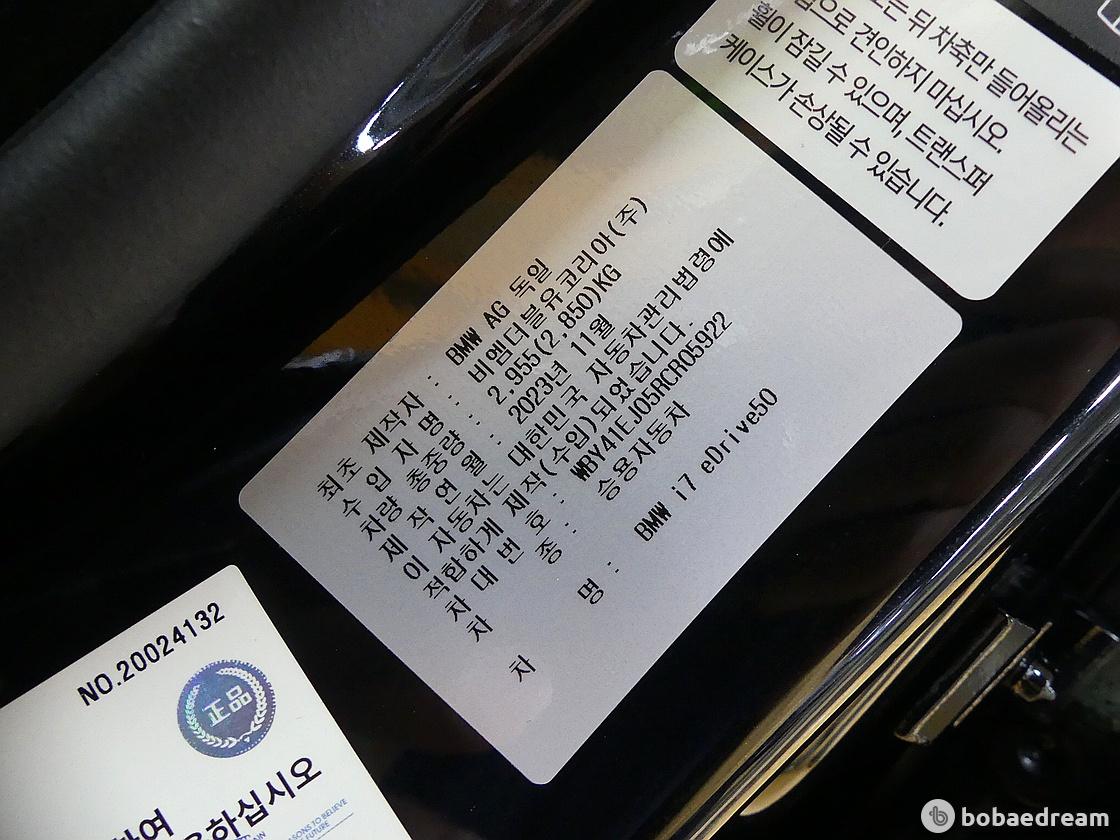 는 뒤 차축만 들어올리는
으로 견인하지 마십시오.
휠이 잠길 수 있으며, 트랜스퍼
케이스가 손상될 수 있습니다.
최초 제작자 : BMW AG 독일
수 입 자 명 : 비엠더블유코리아(주)
차량 총중량 : 2,955(2,850)KG
제 작 연 월 : 2023년 11월
이 자동차는 대한민국 자동차관리법령에
적합하게 제작(수입)되었습니다.
차 대 번 호 : WBY41EJ05RCR05922
차 종 : 승용자동차
차 명 : BMW i7 eDrive50
NO.20024132
正品
하십시오
TO BELIEVE
FUTURE
bobaedream